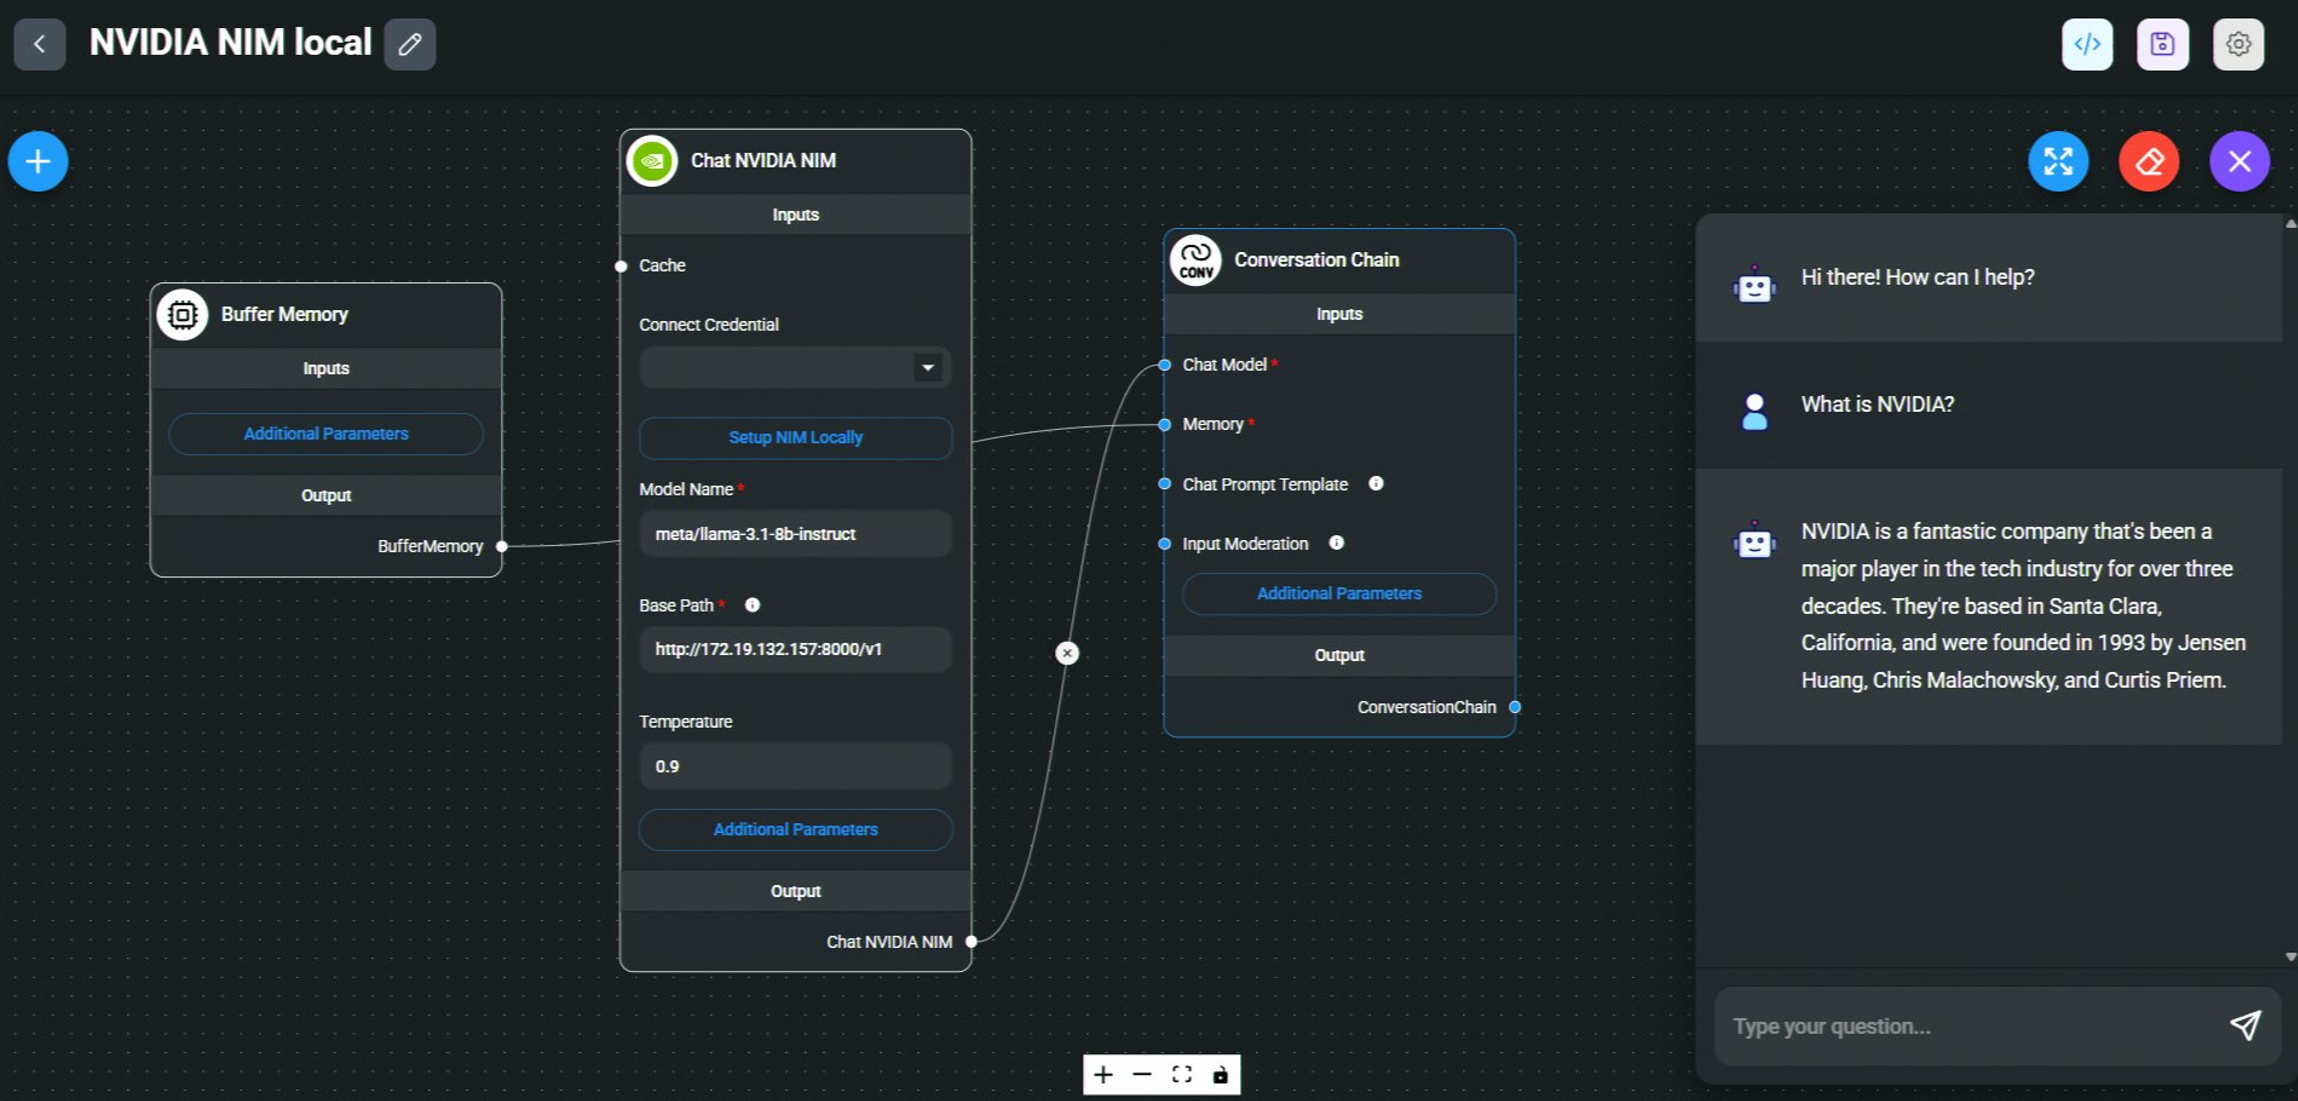 NVIDIA NIM local
Buffer Memory
Inputs
Additional Parameters
Output
BufferMemory
Chat NVIDIA NIM
Inputs
Cache
Connect Credential
Setup NIM Locally
Model Name *
meta/llama-3.1-8b-instruct
Base Path *
http://172.19.132.157:8000/v1
Temperature
0.9
Additional Parameters
Output
Chat NVIDIA NIM
CONV
Conversation Chain
Inputs
Chat Model *
Memory *
Chat Prompt Template
Input Moderation
Additional Parameters
Output
ConversationChain
Hi there! How can I help?
What is NVIDIA?
NVIDIA is a fantastic company that's been a
major player in the tech industry for over three
decades. They're based in Santa Clara,
California, and were founded in 1993 by Jensen
Huang, Chris Malachowsky, and Curtis Priem.
Type your question...